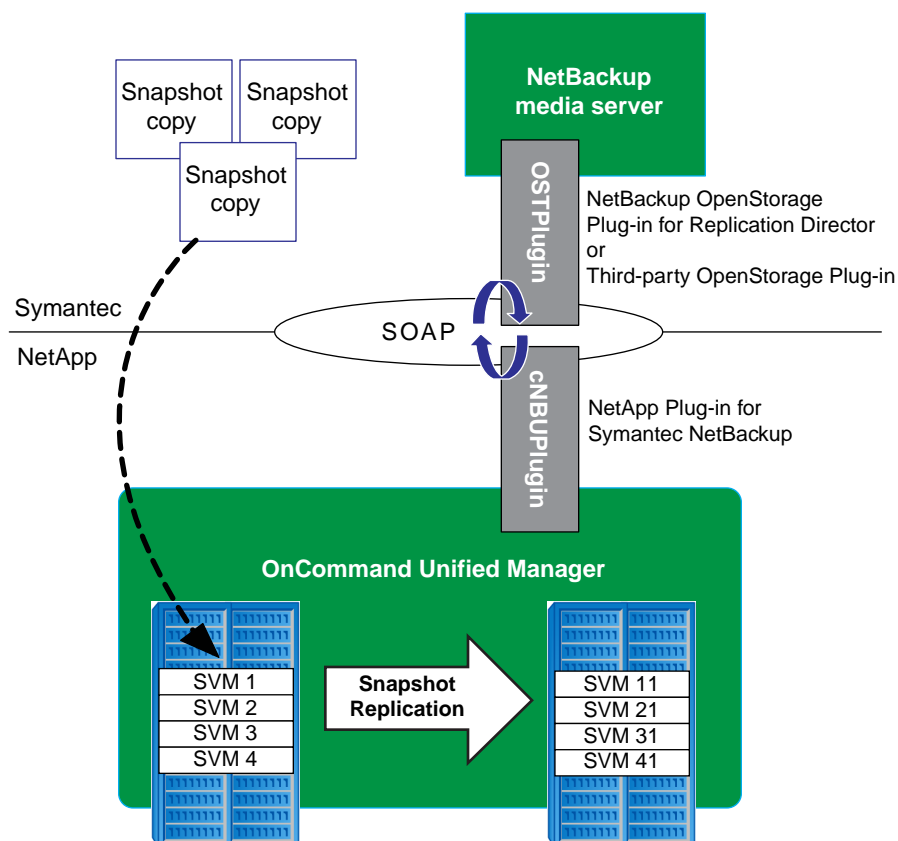 NetBackup
media server
Snapshot
copy
Snapshot
copy
Snapshot
copy
OSTPlugin
NetBackup OpenStorage
Plug-in for Replication Director
or
Third-party OpenStorage Plug-in
Symantec
SOAP
NetApp
cNBUPlugin
NetApp Plug-in for
Symantec NetBackup
OnCommand Unified Manager
SVM 1
SVM 2
SVM 3
SVM 4
Snapshot
Replication
SVM 11
SVM 21
SVM 31
SVM 41